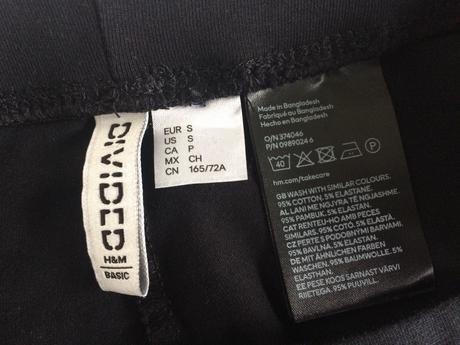 DIVIDED
H&M
BASIC
EUR S
US S
CA P
MX CH
CN 165/72A
Made in Bangladesh
Fabriqué au Bangladesh
Hecho en Bangladesh
O/N 374046
P/N 0989024 6
40
hm.com/takecare
GB WASH WITH SIMILAR COLOURS.
95% COTTON, 5% ELASTANE.
AL LANI ME NGJYRA TË NGJASHME.
95% PAMBUK, 5% ELASTAN.
CAT RENTEU-HO AMB PECES
SIMILARS. 95% COTÓ, 5% ELASTÀ.
CZ PERTE S PODOBNÝMI BARVAMI.
95% BAVLNA, 5% ELASTAN.
DE MIT ÄHNLICHEN FARBEN
WASCHEN. 95% BAUMWOLLE, 5%
ELASTHAN.
EE PESE KOOS SARNAST VÄRVI
RIIETEGA. 95% PUUVILL,